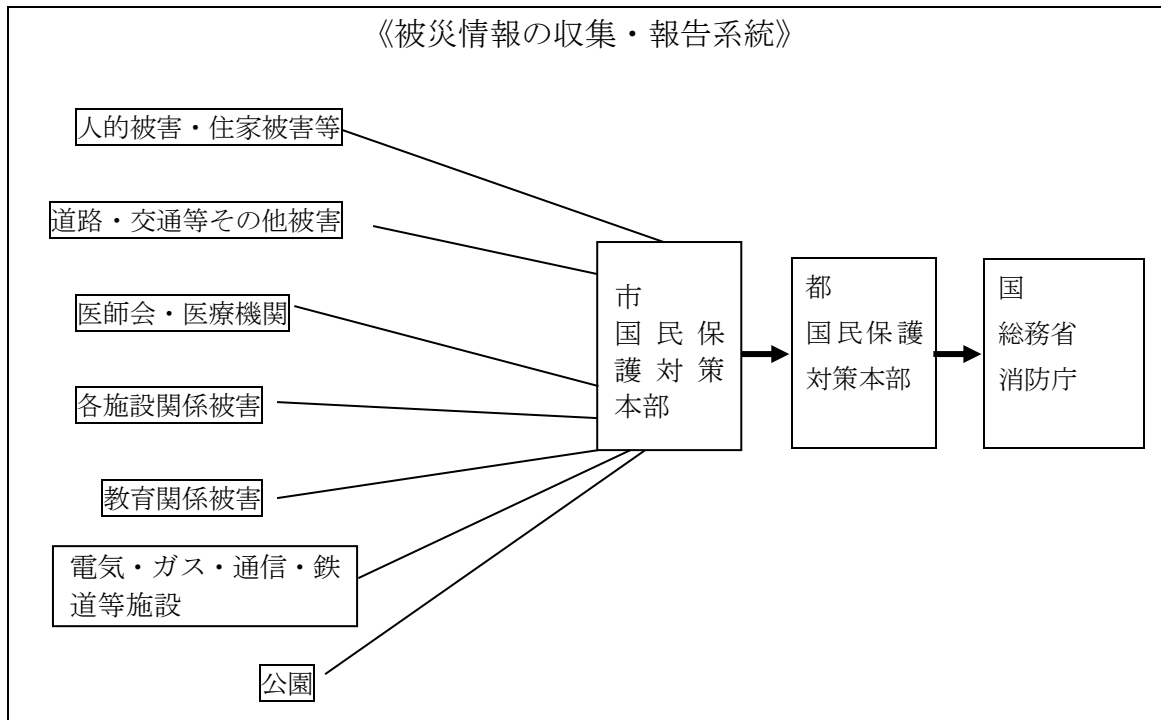 《被災情報の収集・報告系統》
人的被害・住家被害等
道路・交通等その他被害
医師会・医療機関
各施設関係被害
教育関係被害
電気・ガス・通信・鉄
道等施設
公園
市
国民保
護対策
本部
都
国民保護
対策本部
国
総務省
消防庁